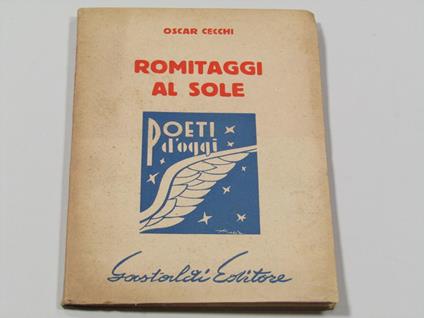 OSCAR CECCHI
ROMITAGGI
AL SOLE
POETI
d'oggi
Gastaldi Editore